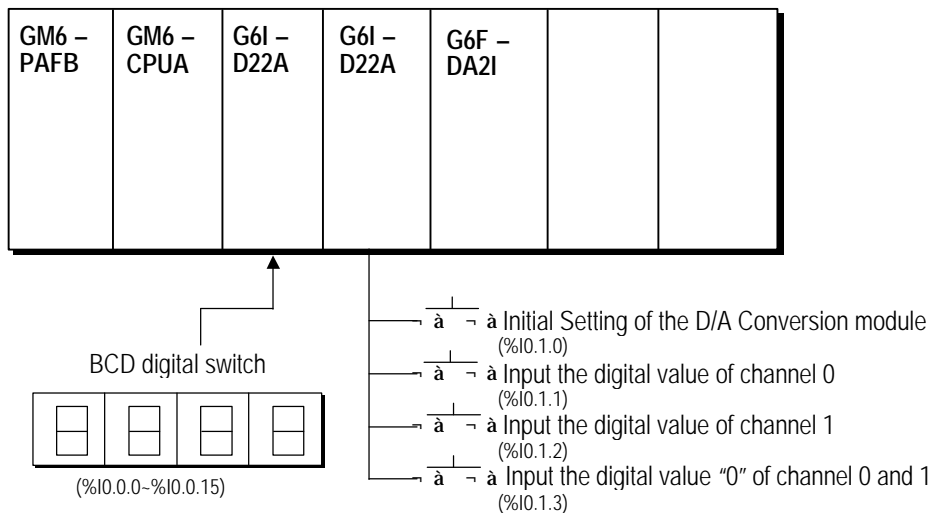 GM6 –
PAFB
GM6 –
CPUA
G6I –
D22A
G6I –
D22A
G6F –
DA2I
BCD digital switch
(%I0.0.0~%I0.0.15)
¬ à ¬ à Initial Setting of the D/A Conversion module
(%I0.1.0)
¬ à ¬ à Input the digital value of channel 0
(%I0.1.1)
¬ à ¬ à Input the digital value of channel 1
(%I0.1.2)
¬ à ¬ à Input the digital value “0” of channel 0 and 1
(%I0.1.3)